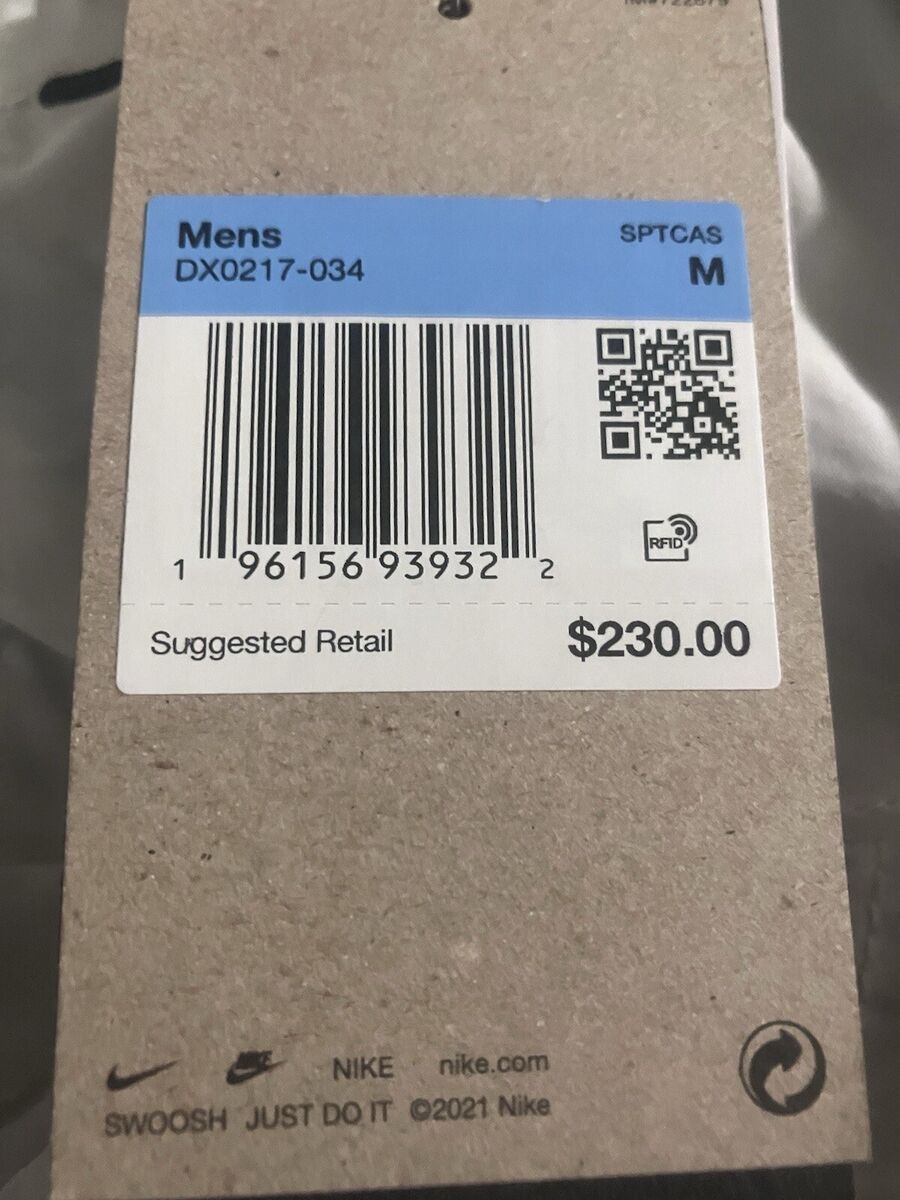 Mens
SPTCAS
DX0217-034
M
RFID
1 96156 93932 2
Suggested Retail
$230.00
NIKE NIKE nike.com
SWOOSH JUST DO IT ©2021 Nike